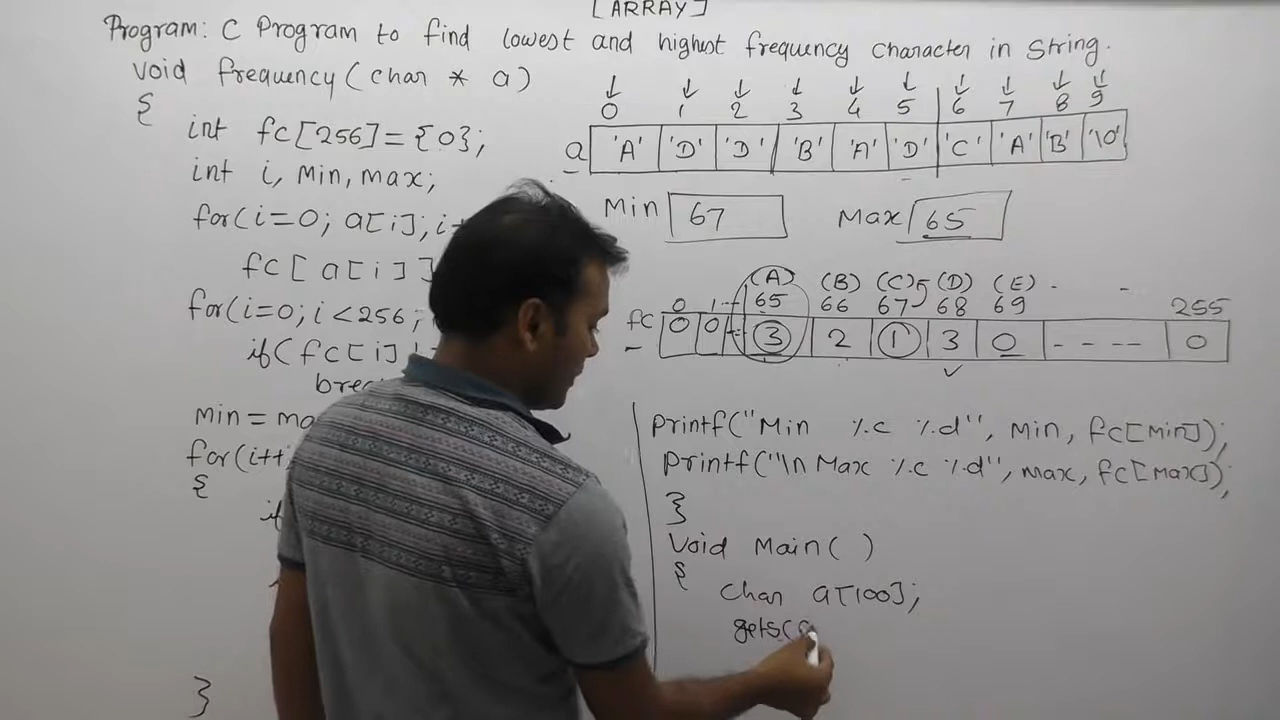 [ARRAY]
Program: C Program to find lowest and highest frequency character in String.
void frequency(char * a)
{
int fc[256]={0};
int i, min, max;
for(i=0; a[i]; i
fc[a[i]]
for(i=0; i<256;
if(fc[i]
min =
for(i++
{
}
0 1 2 3 4 5 6 7 8 9
a 'A' 'D' 'D' 'B' 'A' 'D' 'C' 'A' 'B' '\0'
Min 67 Max 65
(A) (B) (C) (D) (E)
0 1 65 66 67 68 69 255
fc 0 0 3 2 1 3 0 - - - - 0
printf("Min %c %d", min, fc[min]);
printf("\n Max %c %d", max, fc[max]);
}
void main( )
{
char a[100];
gets(